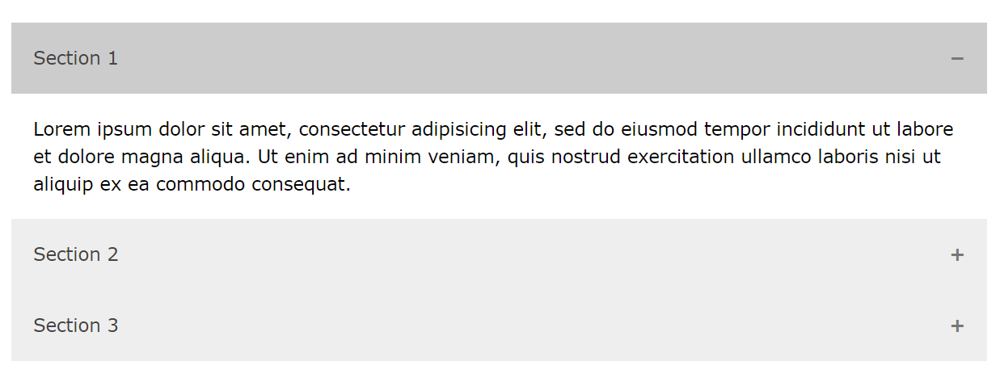 Section 1 −
Lorem ipsum dolor sit amet, consectetur adipisicing elit, sed do eiusmod tempor incididunt ut labore
et dolore magna aliqua. Ut enim ad minim veniam, quis nostrud exercitation ullamco laboris nisi ut
aliquip ex ea commodo consequat.
Section 2 +
Section 3 +